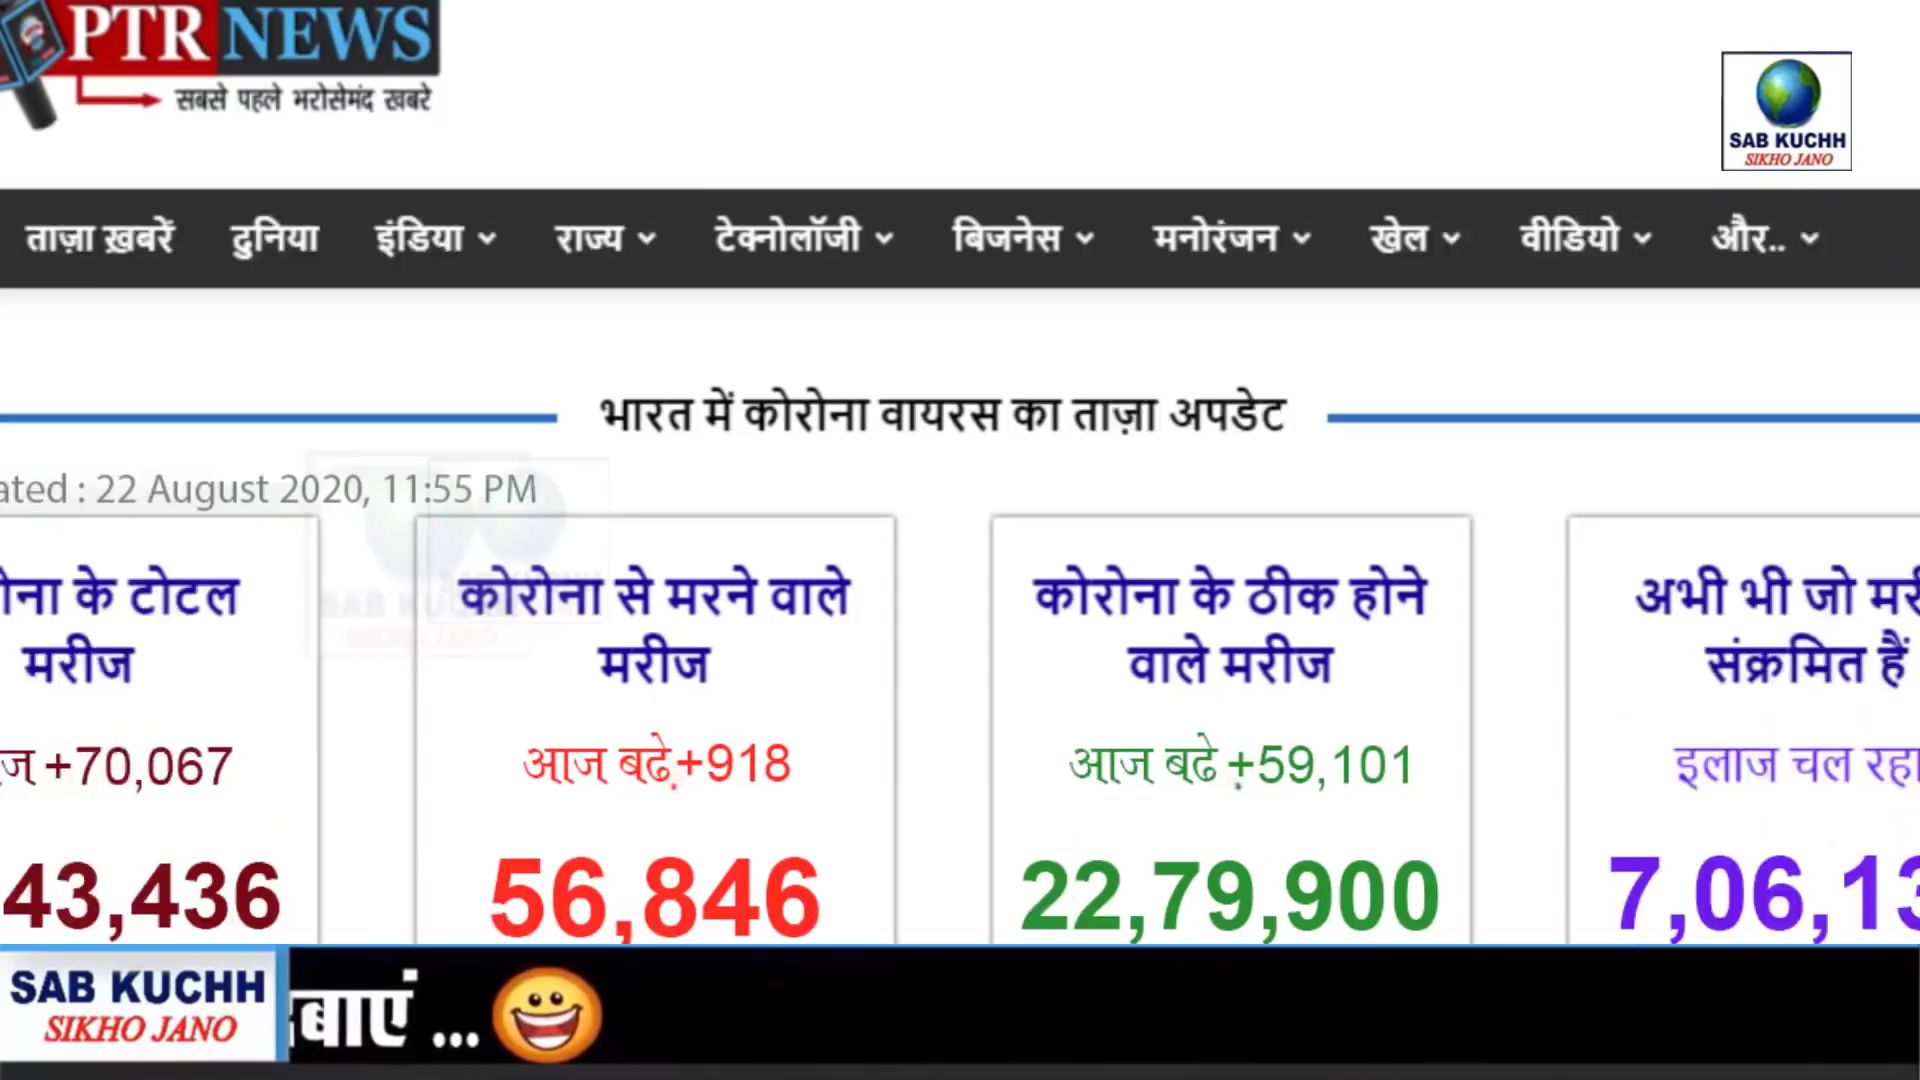 PTR NEWS
सबसे पहले भरोसेमंद खबरे
SAB KUCHH
SIKHO JANO
ताज़ा ख़बरें दुनिया इंडिया राज्य टेक्नोलॉजी बिजनेस मनोरंजन खेल वीडियो और..
भारत में कोरोना वायरस का ताज़ा अपडेट
ated : 22 August 2020, 11:55 PM
के टोटल
मरीज
+70,067
43,436
कोरोना से मरने वाले
मरीज
आज बढ़े +918
56,846
कोरोना के ठीक होने
वाले मरीज
आज बढ़े +59,101
22,79,900
अभी भी जो
संक्रमित हैं
इलाज चल
7,06,13
SAB KUCHH
SIKHO JANO
...